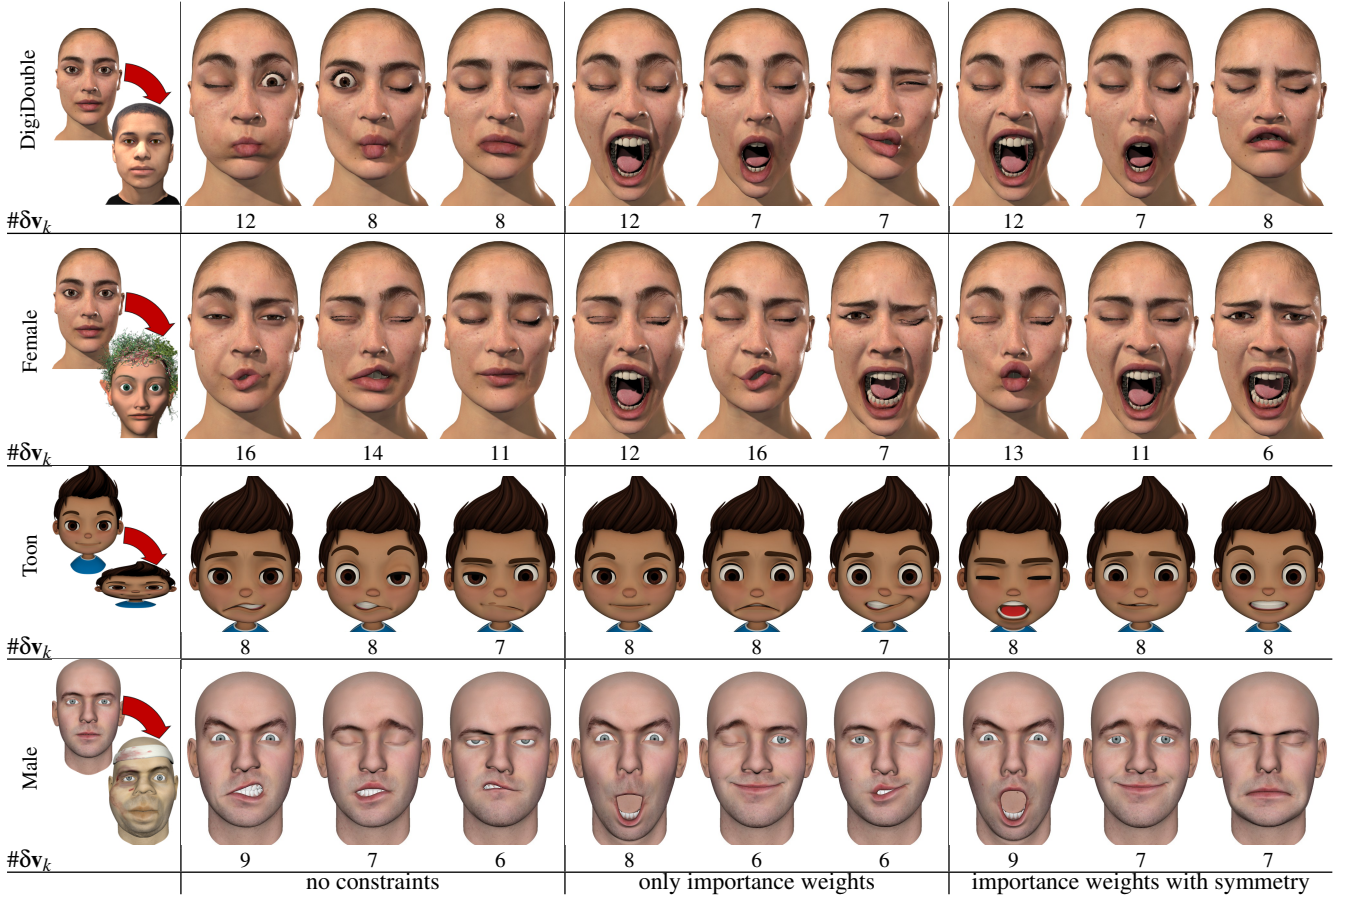 DigiDouble
#δv_k 12 8 8 12 7 7 12 7 8
Female
#δv_k 16 14 11 12 16 7 13 11 6
Toon
#δv_k 8 8 7 8 8 7 8 8 8
Male
#δv_k 9 7 6 8 6 6 9 7 7
no constraints only importance weights importance weights with symmetry